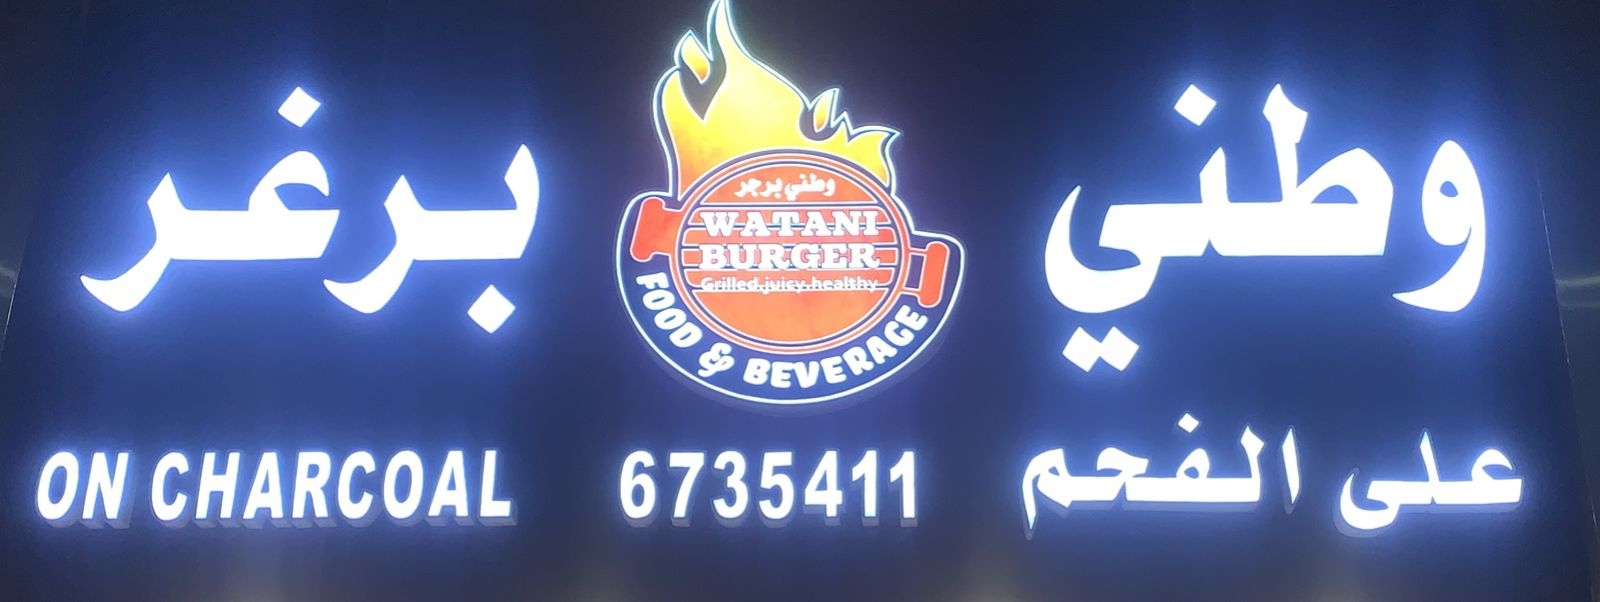 وطني برغر
وطني برجر
WATANI
BURGER
Grilled.juicy.healthy
FOOD & BEVERAGE
على الفحم
6735411
ON CHARCOAL